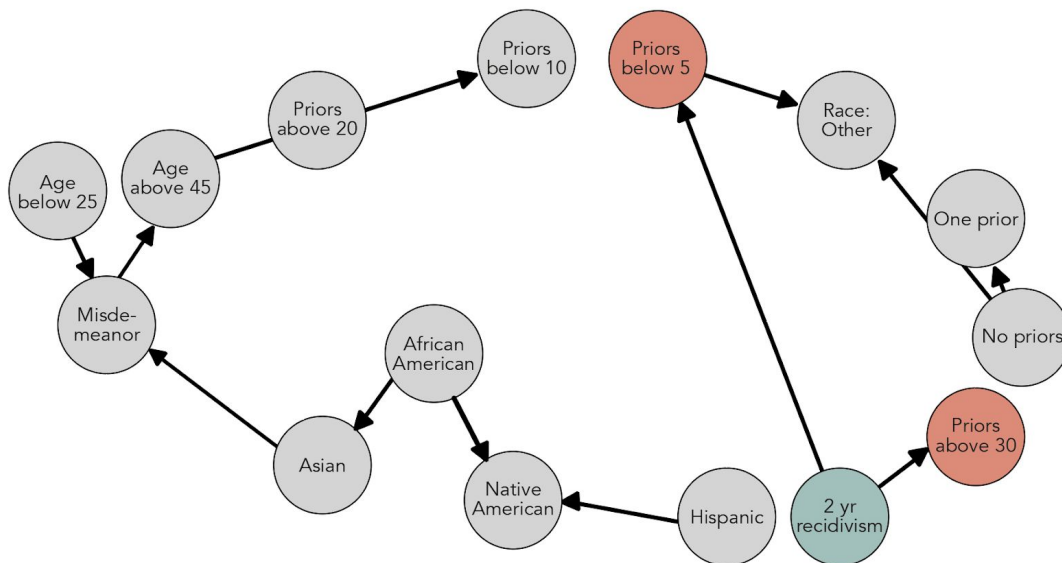 Priors
below 10
Priors
below 5
Priors
above 20
Race:
Other
Age
below 25
Age
above 45
One prior
Misde-
meanor
African
American
No priors
Asian
Priors
above 30
Native
American
Hispanic
2 yr
recidivism